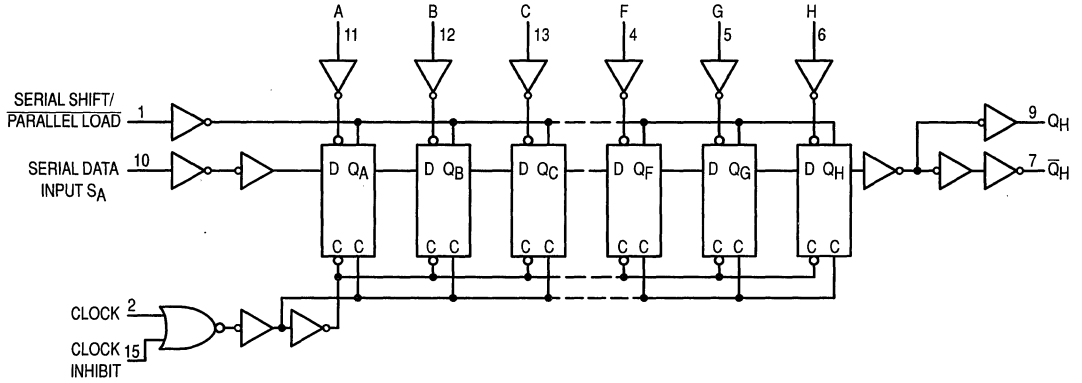 A B C F G H
11 12 13 4 5 6
SERIAL SHIFT/
PARALLEL LOAD 1
9 QH
SERIAL DATA 10
INPUT SA
D QA D QB D QC D QF D QG D QH
7 Q̅H
C C C C C C C C C C C C
CLOCK 2
CLOCK 15
INHIBIT